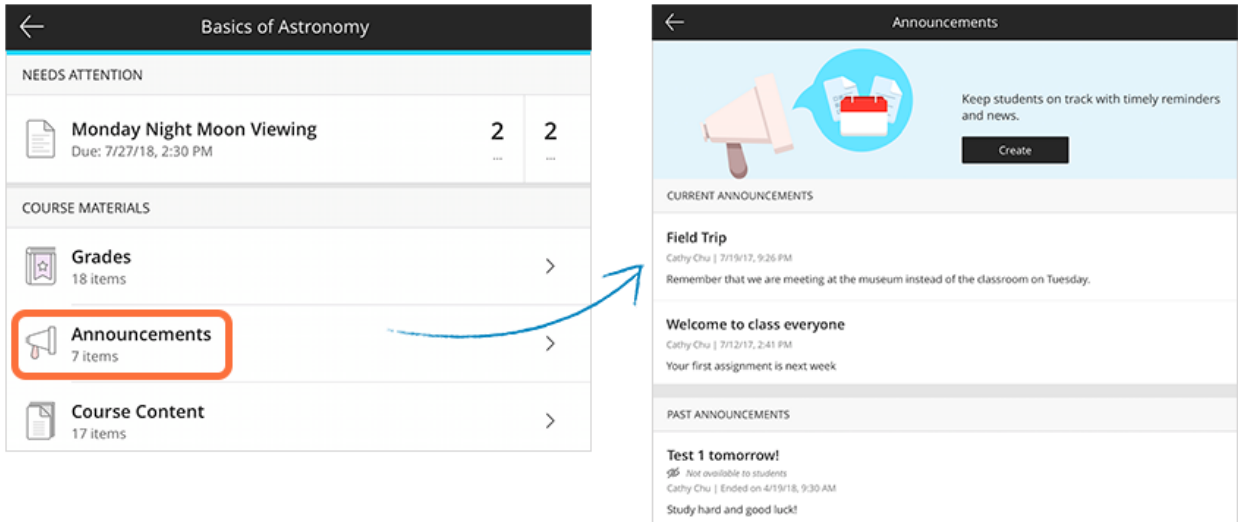 Basics of Astronomy
NEEDS ATTENTION
Monday Night Moon Viewing
Due: 7/27/18, 2:30 PM
2
...
2
...
COURSE MATERIALS
Grades
18 items
Announcements
7 items
Course Content
17 items
Announcements
Keep students on track with timely reminders
and news.
Create
CURRENT ANNOUNCEMENTS
Field Trip
Cathy Chu | 7/19/17, 9:26 PM
Remember that we are meeting at the museum instead of the classroom on Tuesday.
Welcome to class everyone
Cathy Chu | 7/12/17, 2:41 PM
Your first assignment is next week
PAST ANNOUNCEMENTS
Test 1 tomorrow!
Not available to students
Cathy Chu | Ended on 4/19/18, 9:30 AM
Study hard and good luck!